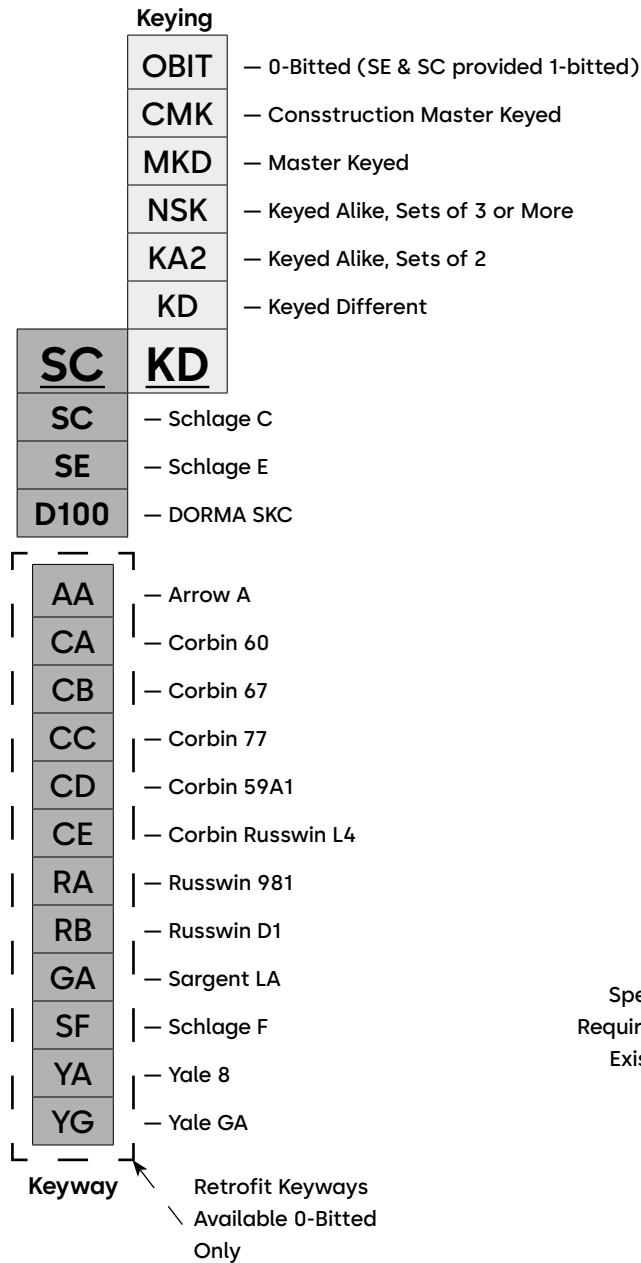 Keying
OBIT — 0-Bitted (SE & SC provided 1-bitted)
CMK — Consstruction Master Keyed
MKD — Master Keyed
NSK — Keyed Alike, Sets of 3 or More
KA2 — Keyed Alike, Sets of 2
KD — Keyed Different
SC KD
SC — Schlage C
SE — Schlage E
D100 — DORMA SKC
AA — Arrow A
CA — Corbin 60
CB — Corbin 67
CC — Corbin 77
CD — Corbin 59A1
CE — Corbin Russwin L4
RA — Russwin 981
RB — Russwin D1
GA — Sargent LA
SF — Schlage F
YA — Yale 8
YG — Yale GA
Keyway
Retrofit Keyways
Available 0-Bitted
Only